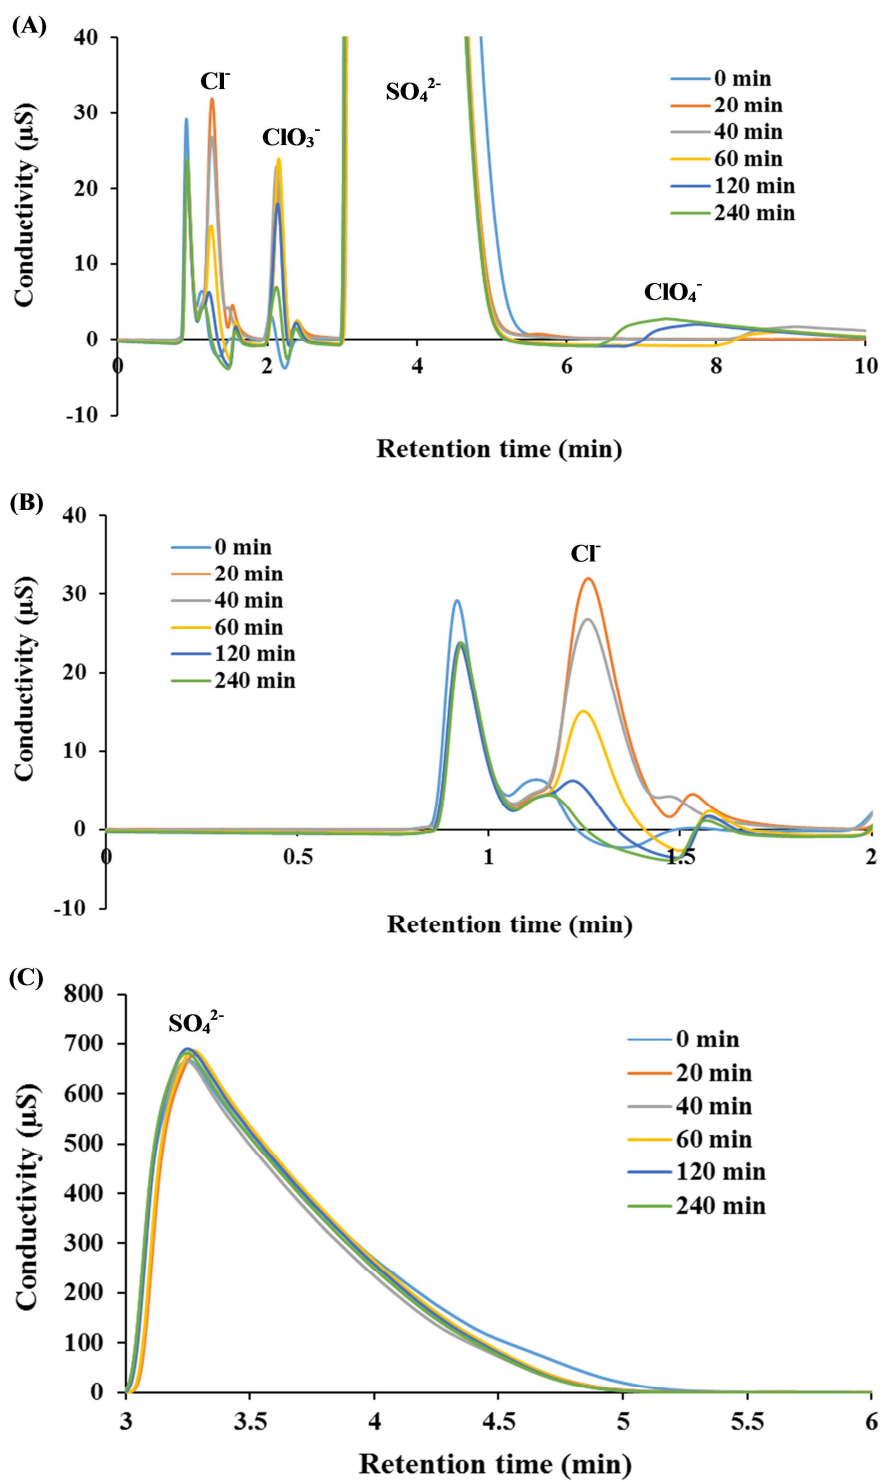 (A)
40
30
20
10
0
-10
Conductivity (µS)
Cl⁻
ClO₃⁻
SO₄²⁻
ClO₄⁻
0 min
20 min
40 min
60 min
120 min
240 min
0 2 4 6 8 10
Retention time (min)
(B)
40
30
20
10
0
-10
Conductivity (µS)
0 min
20 min
40 min
60 min
120 min
240 min
Cl⁻
0 0.5 1 1.5 2
Retention time (min)
(C)
800
700
600
500
400
300
200
100
0
Conductivity (µS)
SO₄²⁻
0 min
20 min
40 min
60 min
120 min
240 min
3 3.5 4 4.5 5 5.5 6
Retention time (min)